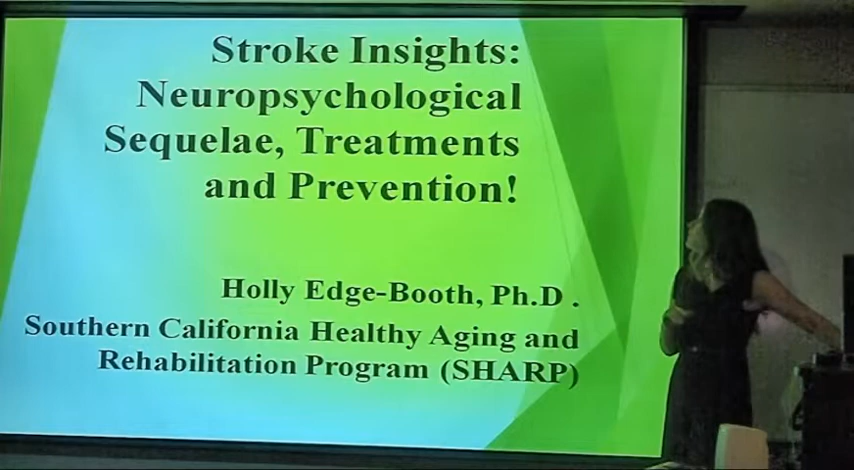 Stroke Insights:
Neuropsychological
Sequelae, Treatments
and Prevention!
Holly Edge-Booth, Ph.D .
Southern California Healthy Aging and
Rehabilitation Program (SHARP)